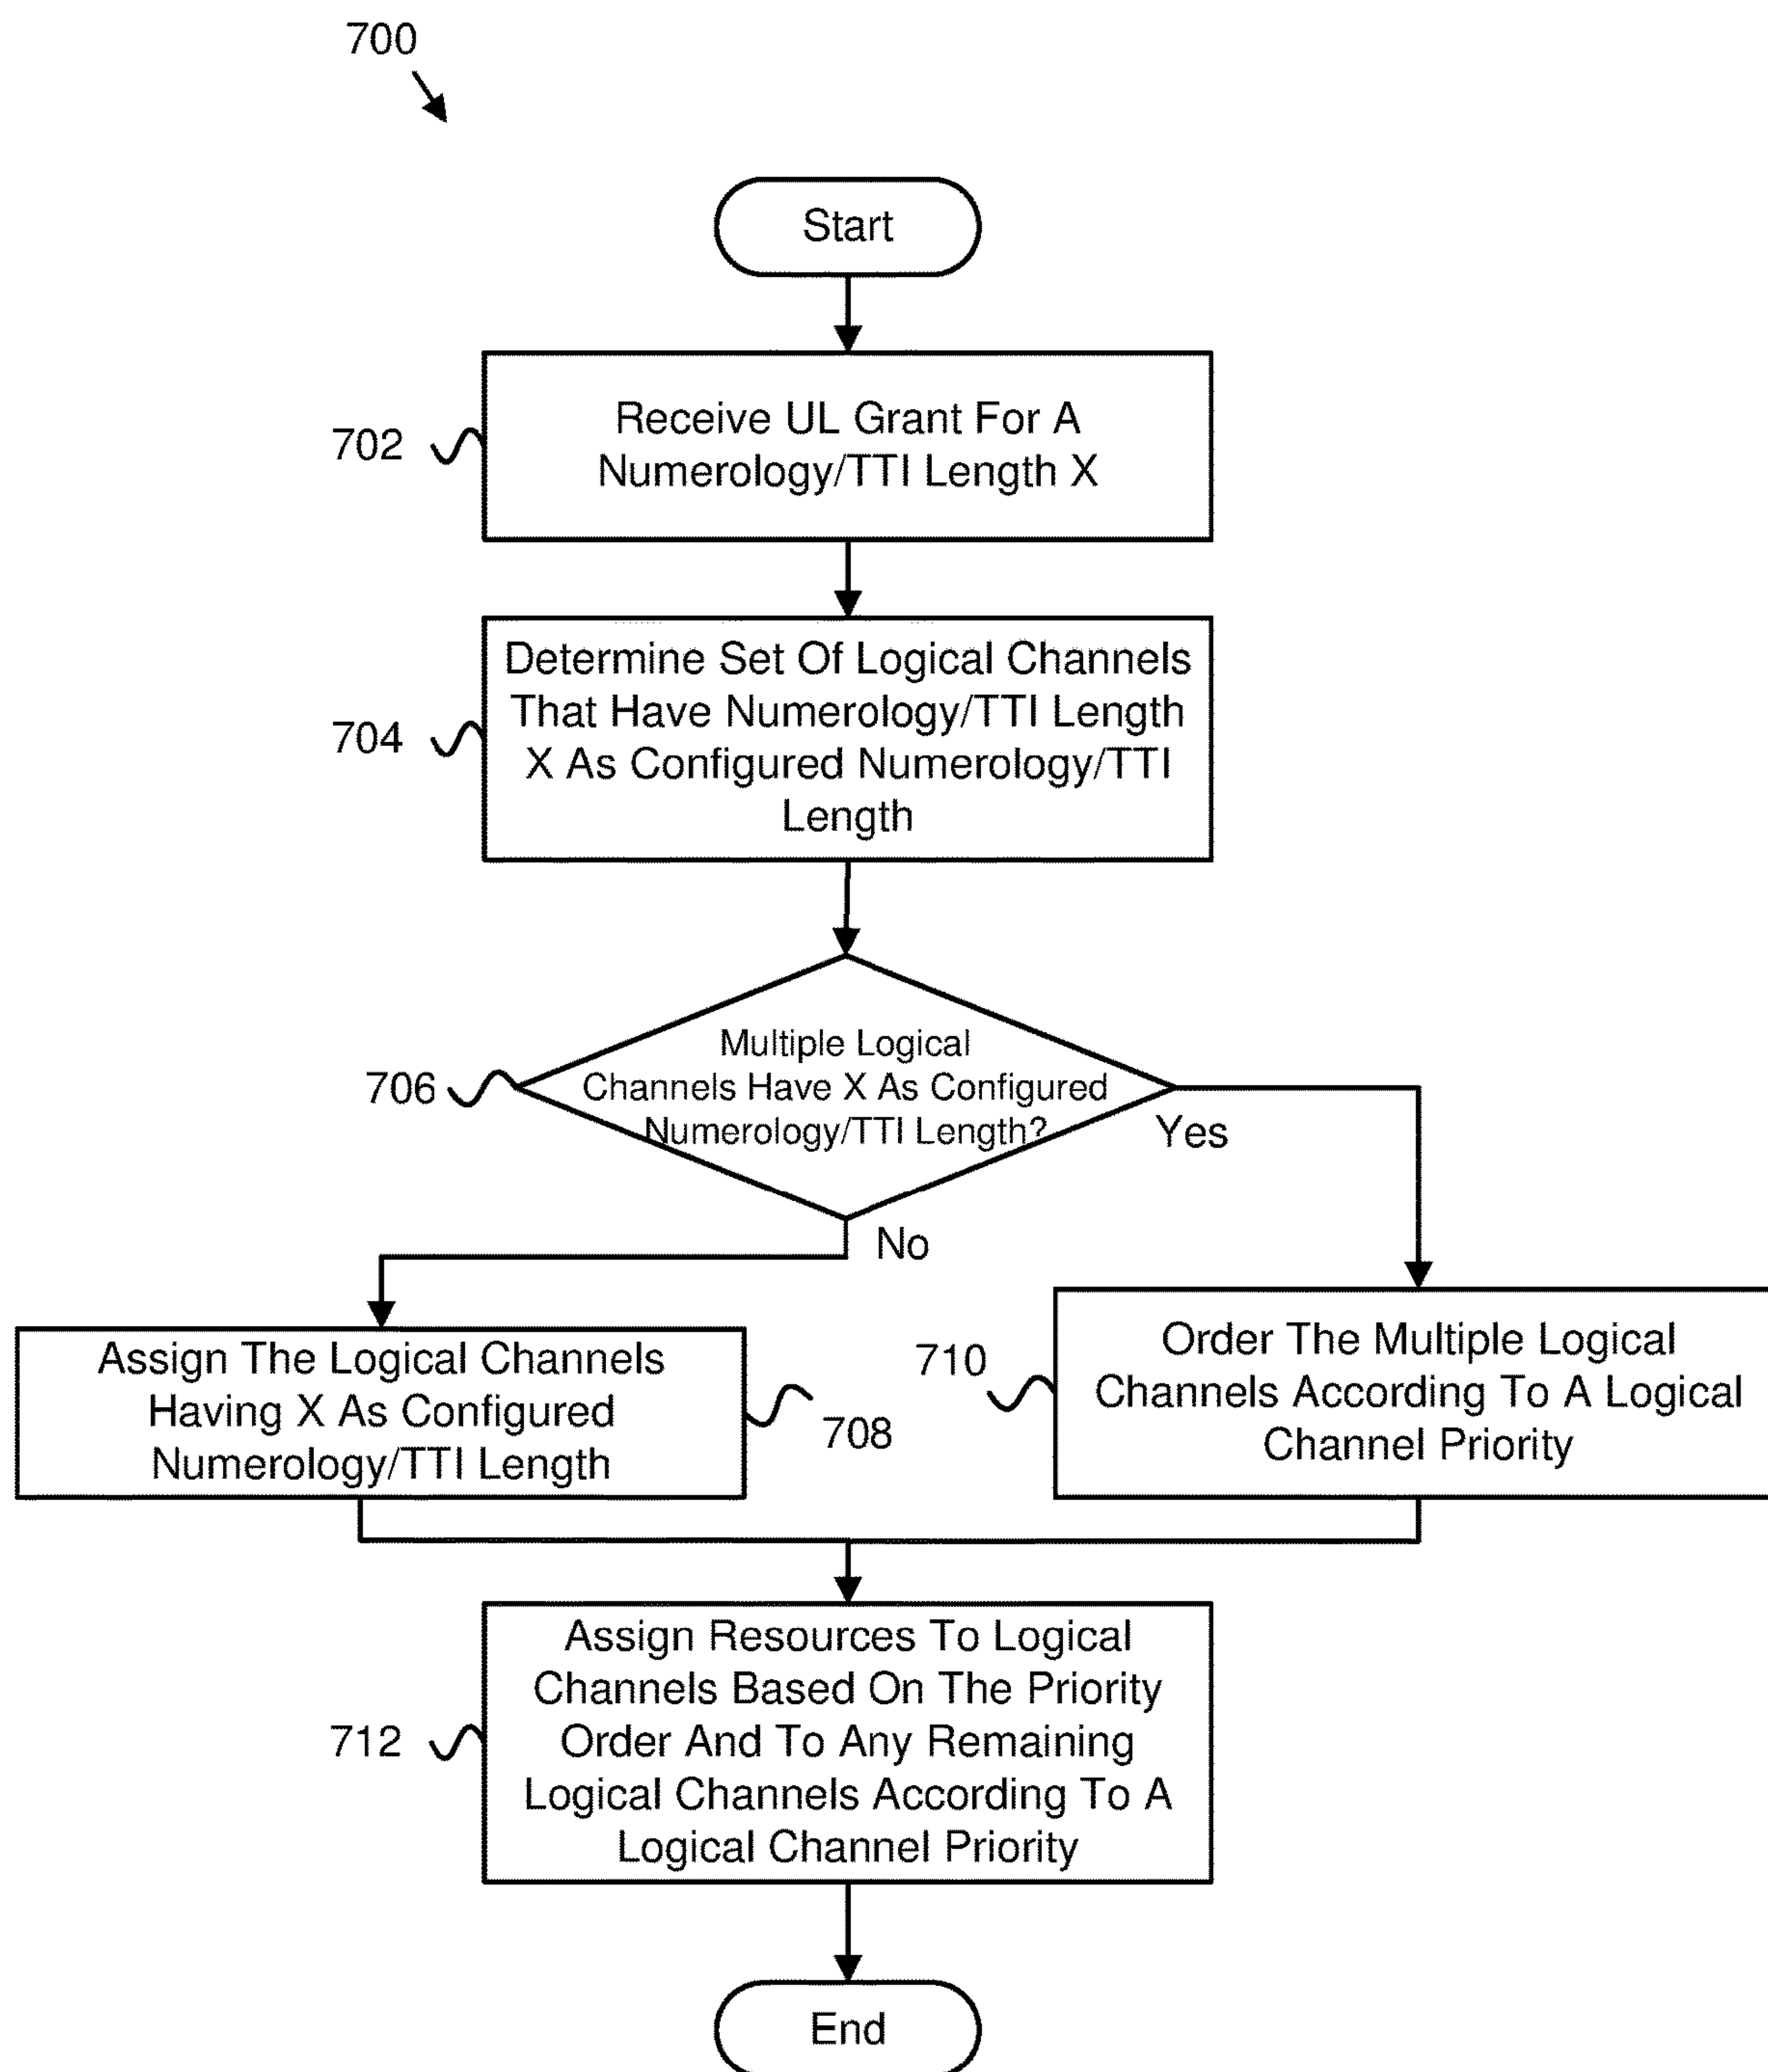 700
Start
702
Receive UL Grant For A
Numerology/TTI Length X
704
Determine Set Of Logical Channels
That Have Numerology/TTI Length
X As Configured Numerology/TTI
Length
706
Multiple Logical
Channels Have X As Configured
Numerology/TTI Length?
Yes
No
Assign The Logical Channels
Having X As Configured
Numerology/TTI Length
708
710
Order The Multiple Logical
Channels According To A Logical
Channel Priority
712
Assign Resources To Logical
Channels Based On The Priority
Order And To Any Remaining
Logical Channels According To A
Logical Channel Priority
End